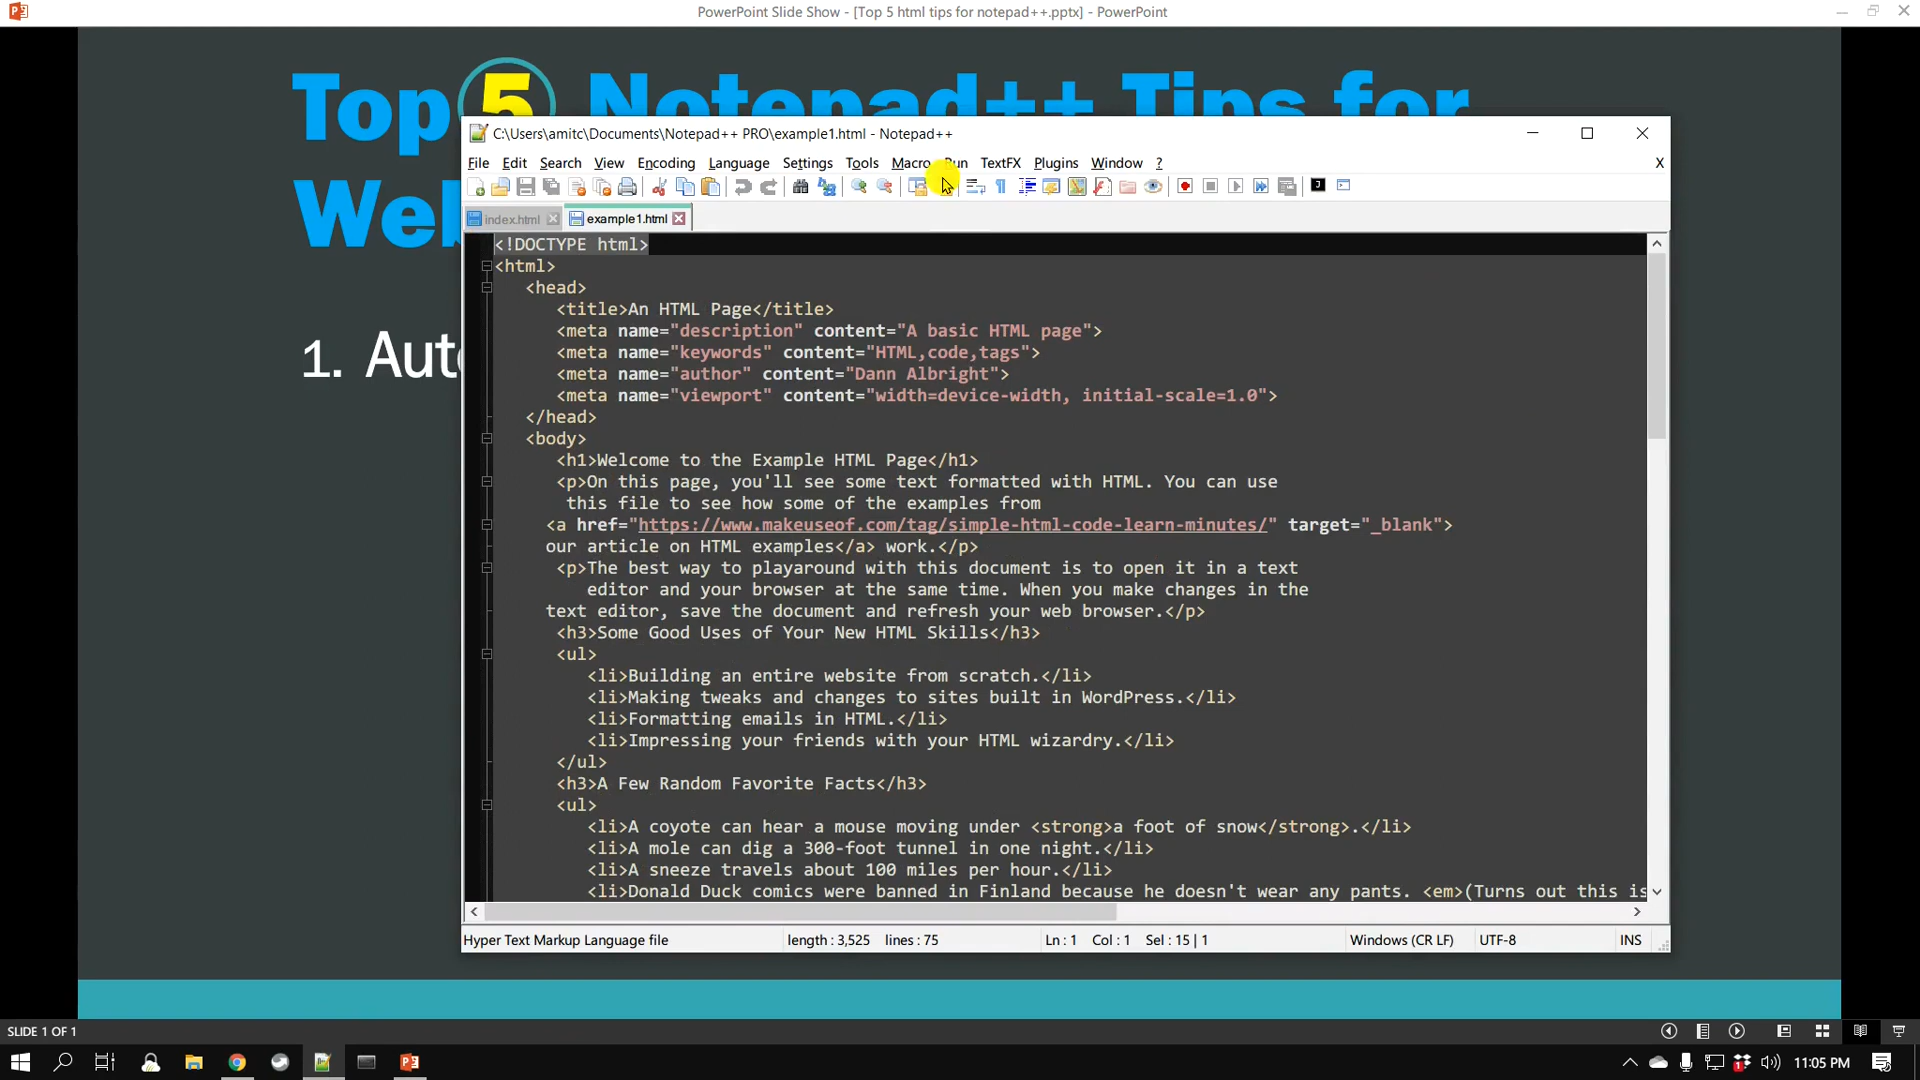 PowerPoint Slide Show - [Top 5 html tips for notepad++.pptx] - PowerPoint
Top 5 Notepad++ Tips for
Web
1. Auto
C:\Users\amitc\Documents\Notepad++ PRO\example1.html - Notepad++
File Edit Search View Encoding Language Settings Tools Macro Run TextFX Plugins Window ? X
index.html example1.html
<!DOCTYPE html>
<html>
<head>
<title>An HTML Page</title>
<meta name="description" content="A basic HTML page">
<meta name="keywords" content="HTML,code,tags">
<meta name="author" content="Dann Albright">
<meta name="viewport" content="width=device-width, initial-scale=1.0">
</head>
<body>
<h1>Welcome to the Example HTML Page</h1>
<p>On this page, you'll see some text formatted with HTML. You can use
this file to see how some of the examples from
<a href="https://www.makeuseof.com/tag/simple-html-code-learn-minutes/" target="_blank">
our article on HTML examples</a> work.</p>
<p>The best way to playaround with this document is to open it in a text
editor and your browser at the same time. When you make changes in the
text editor, save the document and refresh your web browser.</p>
<h3>Some Good Uses of Your New HTML Skills</h3>
<ul>
<li>Building an entire website from scratch.</li>
<li>Making tweaks and changes to sites built in WordPress.</li>
<li>Formatting emails in HTML.</li>
<li>Impressing your friends with your HTML wizardry.</li>
</ul>
<h3>A Few Random Favorite Facts</h3>
<ul>
<li>A coyote can hear a mouse moving under <strong>a foot of snow</strong>.</li>
<li>A mole can dig a 300-foot tunnel in one night.</li>
<li>A sneeze travels about 100 miles per hour.</li>
<li>Donald Duck comics were banned in Finland because he doesn't wear any pants. <em>(Turns out this is
Hyper Text Markup Language file length : 3,525 lines : 75 Ln : 1 Col : 1 Sel : 15 | 1 Windows (CR LF) UTF-8 INS
SLIDE 1 OF 1
11:05 PM